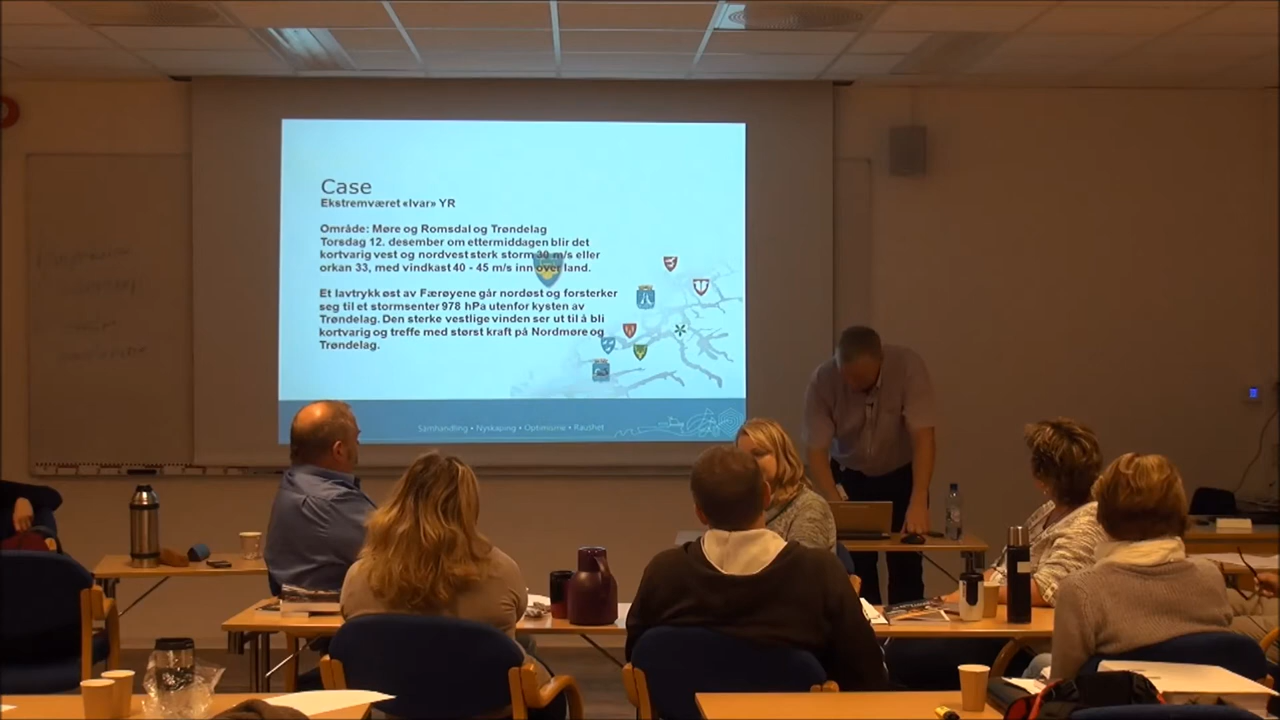 Case
Ekstremværet «Ivar» YR
Område: Møre og Romsdal og Trøndelag
Torsdag 12. desember om ettermiddagen blir det
kortvarig vest og nordvest sterk storm 30 m/s eller
orkan 33, med vindkast 40 - 45 m/s inn over land.
Et lavtrykk øst av Færøyene går nordøst og forsterker
seg til et stormsenter 978 hPa utenfor kysten av
Trøndelag. Den sterke vestlige vinden ser ut til å bli
kortvarig og treffe med størst kraft på Nordmøre og
Trøndelag.
Samhandling • Nyskaping • Optimisme • Raushet